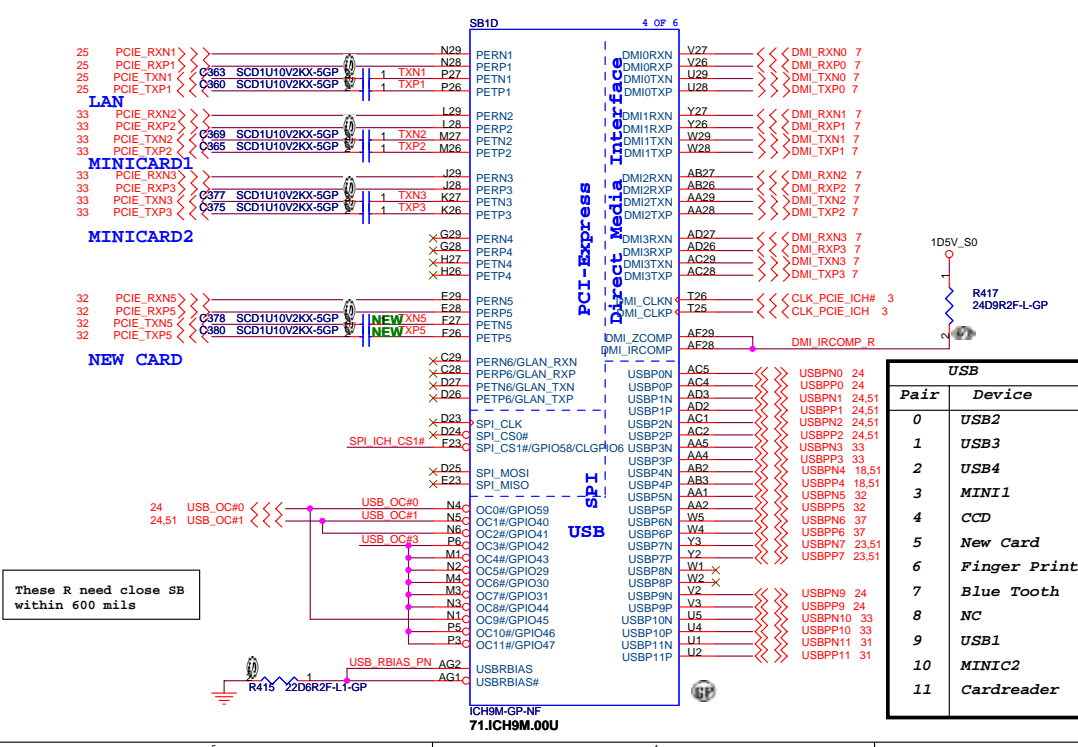 SB1D 4 OF 6
25 PCIE_RXN1 N29 PERN1 DMI0RXN V27 DMI_RXN0 7
25 PCIE_RXP1 N28 PERP1 DMI0RXP V26 DMI_RXP0 7
25 PCIE_TXN1 C363 SCD1U10V2KX-5GP 2 1 TXN1 P27 PETN1 DMI0TXN U29 DMI_TXN0 7
25 PCIE_TXP1 C360 SCD1U10V2KX-5GP 2 1 TXP1 P26 PETP1 DMI0TXP U28 DMI_TXP0 7
LAN
33 PCIE_RXN2 L29 PERN2 DMI1RXN Y27 DMI_RXN1 7
33 PCIE_RXP2 L28 PERP2 DMI1RXP Y26 DMI_RXP1 7
33 PCIE_TXN2 C369 SCD1U10V2KX-5GP 2 1 TXN2 M27 PETN2 DMI1TXN W29 DMI_TXN1 7
33 PCIE_TXP2 C365 SCD1U10V2KX-5GP 2 1 TXP2 M26 PETP2 DMI1TXP W28 DMI_TXP1 7
MINICARD1
33 PCIE_RXN3 J29 PERN3 DMI2RXN AB27 DMI_RXN2 7
33 PCIE_RXP3 J28 PERP3 DMI2RXP AB26 DMI_RXP2 7
33 PCIE_TXN3 C377 SCD1U10V2KX-5GP 2 1 TXN3 K27 PETN3 DMI2TXN AA29 DMI_TXN2 7
33 PCIE_TXP3 C375 SCD1U10V2KX-5GP 2 1 TXP3 K26 PETP3 DMI2TXP AA28 DMI_TXP2 7
MINICARD2
G29 PERN4 DMI3RXN AD27 DMI_RXN3 7
G28 PERP4 DMI3RXP AD26 DMI_RXP3 7
H27 PETN4 DMI3TXN AC29 DMI_TXN3 7
H26 PETP4 DMI3TXP AC28 DMI_TXP3 7
PCI-Express
Direct Media Interface
1D5V_S0
1
R417
24D9R2F-L-GP
2
32 PCIE_RXN5 E29 PERN5 DMI_CLKN T26 CLK_PCIE_ICH# 3
32 PCIE_RXP5 E28 PERP5 DMI_CLKP T25 CLK_PCIE_ICH 3
32 PCIE_TXN5 C378 SCD1U10V2KX-5GP NEW TXN5 F27 PETN5
32 PCIE_TXP5 C380 SCD1U10V2KX-5GP NEW TXP5 F26 PETP5 DMI_ZCOMP AF29
DMI_IRCOMP AF28 DMI_IRCOMP_R
NEW CARD
C29 PERN6/GLAN_RXN
C28 PERP6/GLAN_RXP USBP0N AC5 USBPN0 24
D27 PETN6/GLAN_TXN USBP0P AC4 USBPP0 24
D26 PETP6/GLAN_TXP USBP1N AD3 USBPN1 24,51
USBP1P AD2 USBPP1 24,51
D23 SPI_CLK USBP2N AC1 USBPN2 24,51
D24 SPI_CS0# USBP2P AC2 USBPP2 24,51
SPI_ICH_CS1# F23 SPI_CS1#/GPIO58/CLGPIO6 USBP3N AA5 USBPN3 33
USBP3P AA4 USBPP3 33
D25 SPI_MOSI USBP4N AB2 USBPN4 18,51
E23 SPI_MISO USBP4P AB3 USBPP4 18,51
SPI
USBP5N AA1 USBPN5 32
24 USB_OC#0 USB_OC#0 N4 OC0#/GPIO59 USBP5P AA2 USBPP5 32
24,51 USB_OC#1 USB_OC#1 N5 OC1#/GPIO40 USBP6N W5 USBPN6 37
N6 OC2#/GPIO41 USBP6P W4 USBPP6 37
USB
USB_OC#3 P6 OC3#/GPIO42 USBP7N Y3 USBPN7 23,51
M1 OC4#/GPIO43 USBP7P Y2 USBPP7 23,51
N2 OC5#/GPIO29 USBP8N W1
M4 OC6#/GPIO30 USBP8P W2
M3 OC7#/GPIO31 USBP9N V2 USBPN9 24
N3 OC8#/GPIO44 USBP9P V3 USBPP9 24
N1 OC9#/GPIO45 USBP10N U5 USBPN10 33
P5 OC10#/GPIO46 USBP10P U4 USBPP10 33
P3 OC11#/GPIO47 USBP11N U1 USBPN11 31
USBP11P U2 USBPP11 31
These R need close SB
within 600 mils
USB_RBIAS_PN AG2 USBRBIAS
AG1 USBRBIAS#
2 1
R415 22D6R2F-L1-GP
GP
ICH9M-GP-NF
71.ICH9M.00U
USB
Pair Device
0 USB2
1 USB3
2 USB4
3 MINI1
4 CCD
5 New Card
6 Finger Print
7 Blue Tooth
8 NC
9 USB1
10 MINIC2
11 Cardreader